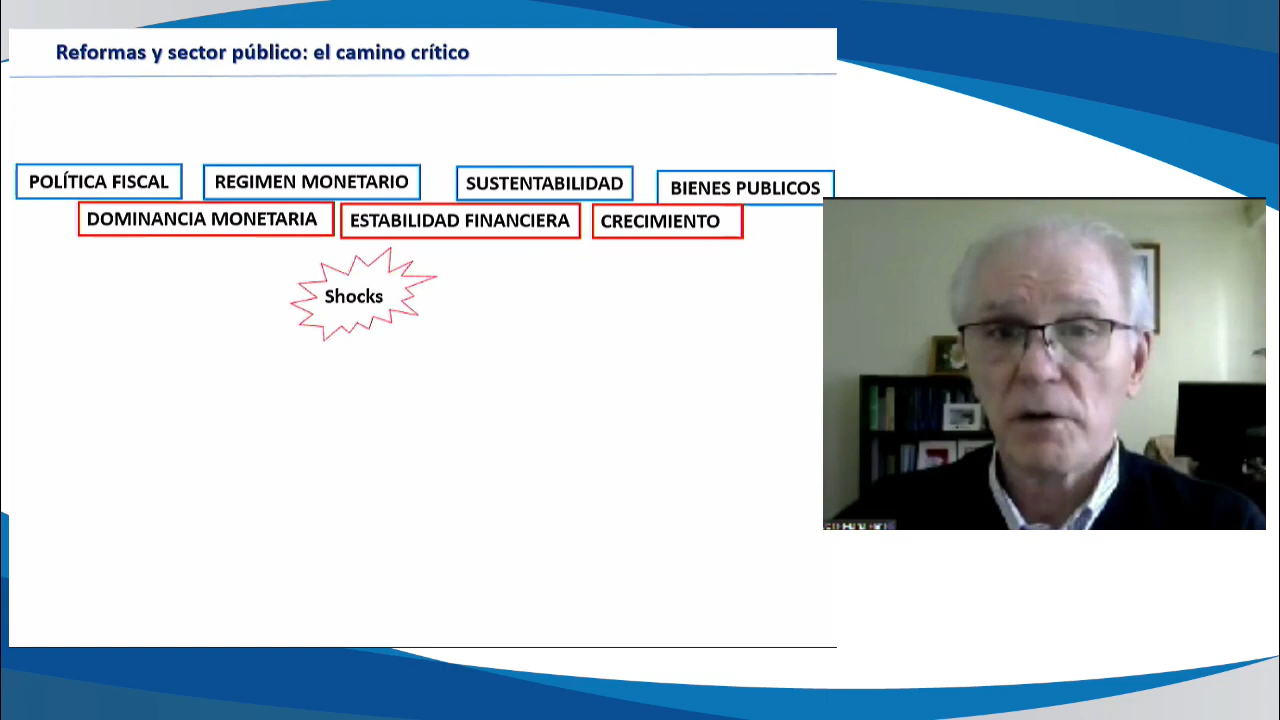 Reformas y sector público: el camino crítico
POLÍTICA FISCAL
REGIMEN MONETARIO
SUSTENTABILIDAD
BIENES PUBLICOS
DOMINANCIA MONETARIA
ESTABILIDAD FINANCIERA
CRECIMIENTO
Shocks